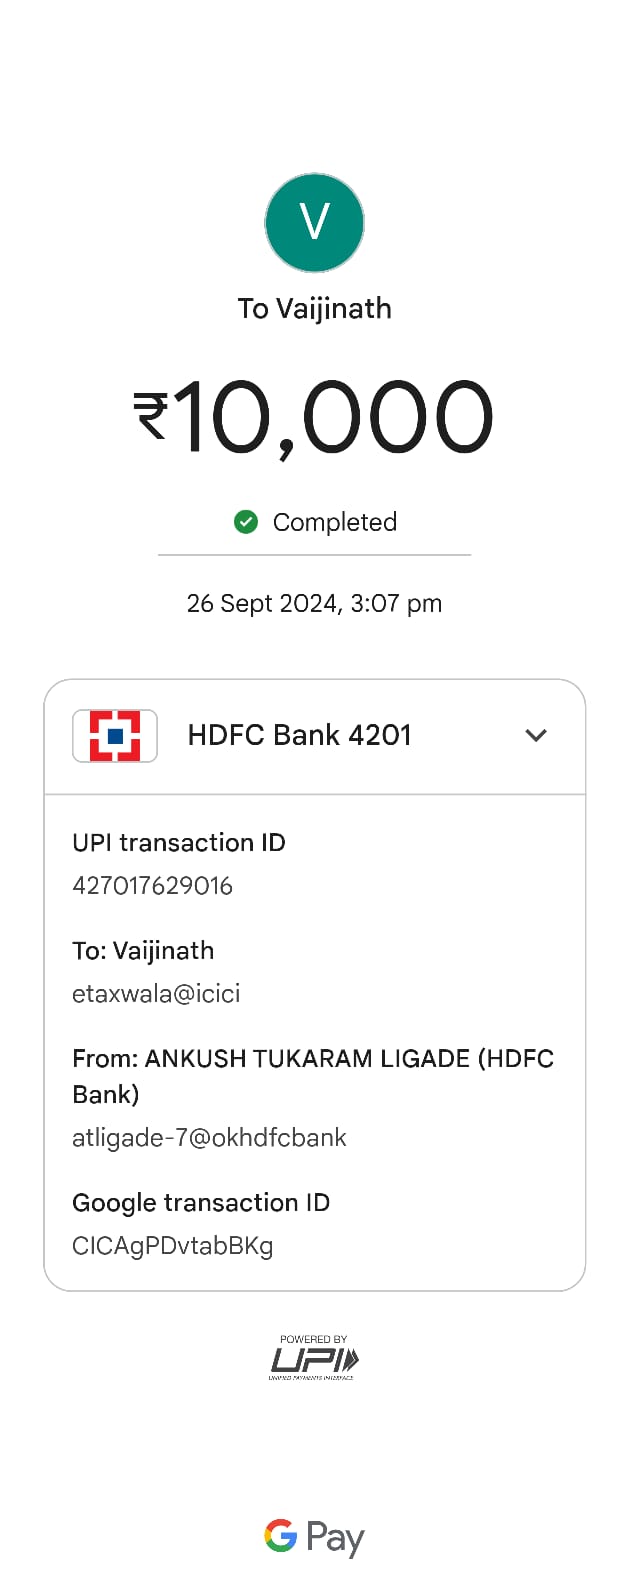 V
To Vaijinath
₹10,000
Completed
26 Sept 2024, 3:07 pm
HDFC Bank 4201
UPI transaction ID
427017629016
To: Vaijinath
etaxwala@icici
From: ANKUSH TUKARAM LIGADE (HDFC
Bank)
atligade-7@okhdfcbank
Google transaction ID
CICAgPDvtabBKg
POWERED BY
UPI
UNIFIED PAYMENTS INTERFACE
G Pay